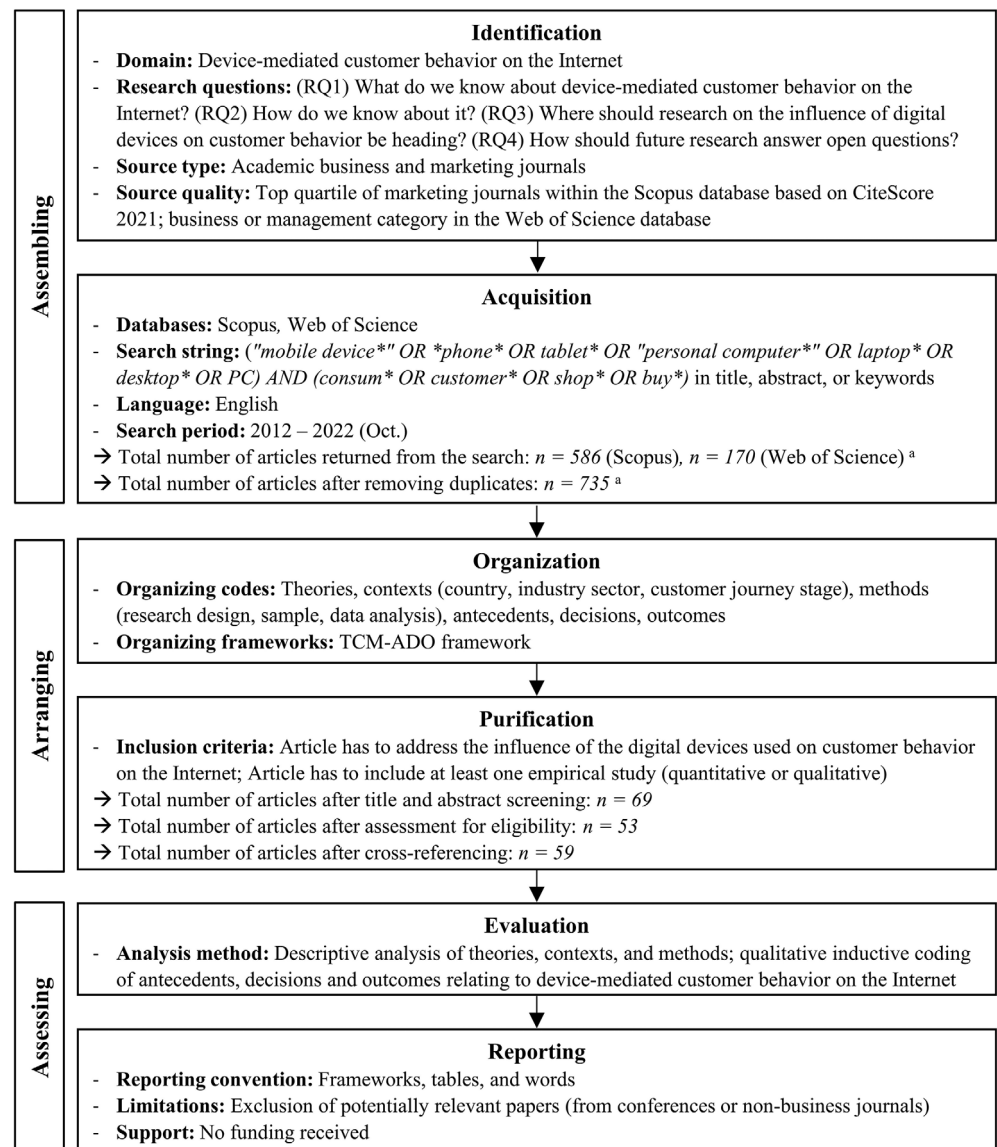 Assembling
Identification
- Domain: Device-mediated customer behavior on the Internet
- Research questions: (RQ1) What do we know about device-mediated customer behavior on the
Internet? (RQ2) How do we know about it? (RQ3) Where should research on the influence of digital
devices on customer behavior be heading? (RQ4) How should future research answer open questions?
- Source type: Academic business and marketing journals
- Source quality: Top quartile of marketing journals within the Scopus database based on CiteScore
2021; business or management category in the Web of Science database
Acquisition
- Databases: Scopus, Web of Science
- Search string: ("mobile device*" OR *phone* OR tablet* OR "personal computer*" OR laptop* OR
desktop* OR PC) AND (consum* OR customer* OR shop* OR buy*) in title, abstract, or keywords
- Language: English
- Search period: 2012 – 2022 (Oct.)
→ Total number of articles returned from the search: n = 586 (Scopus), n = 170 (Web of Science) ᵃ
→ Total number of articles after removing duplicates: n = 735 ᵃ
Arranging
Organization
- Organizing codes: Theories, contexts (country, industry sector, customer journey stage), methods
(research design, sample, data analysis), antecedents, decisions, outcomes
- Organizing frameworks: TCM-ADO framework
Purification
- Inclusion criteria: Article has to address the influence of the digital devices used on customer behavior
on the Internet; Article has to include at least one empirical study (quantitative or qualitative)
→ Total number of articles after title and abstract screening: n = 69
→ Total number of articles after assessment for eligibility: n = 53
→ Total number of articles after cross-referencing: n = 59
Assessing
Evaluation
- Analysis method: Descriptive analysis of theories, contexts, and methods; qualitative inductive coding
of antecedents, decisions and outcomes relating to device-mediated customer behavior on the Internet
Reporting
- Reporting convention: Frameworks, tables, and words
- Limitations: Exclusion of potentially relevant papers (from conferences or non-business journals)
- Support: No funding received